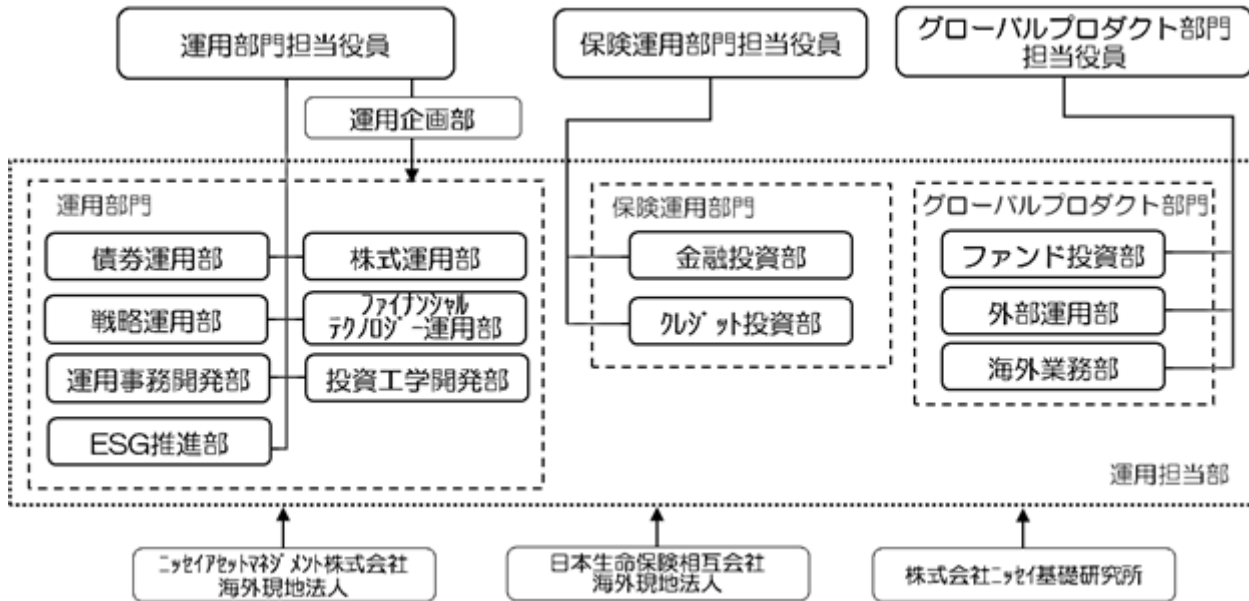 運用部門担当役員
保険運用部門担当役員
グローバルプロダクト部門
担当役員
運用企画部
運用部門
債券運用部
株式運用部
戦略運用部
ファイナンシャル
テクノロジー運用部
運用事務開発部
投資工学開発部
ESG推進部
保険運用部門
金融投資部
クレジット投資部
グローバルプロダクト部門
ファンド投資部
外部運用部
海外業務部
運用担当部
ニッセイアセットマネジメント株式会社
海外現地法人
日本生命保険相互会社
海外現地法人
株式会社ニッセイ基礎研究所